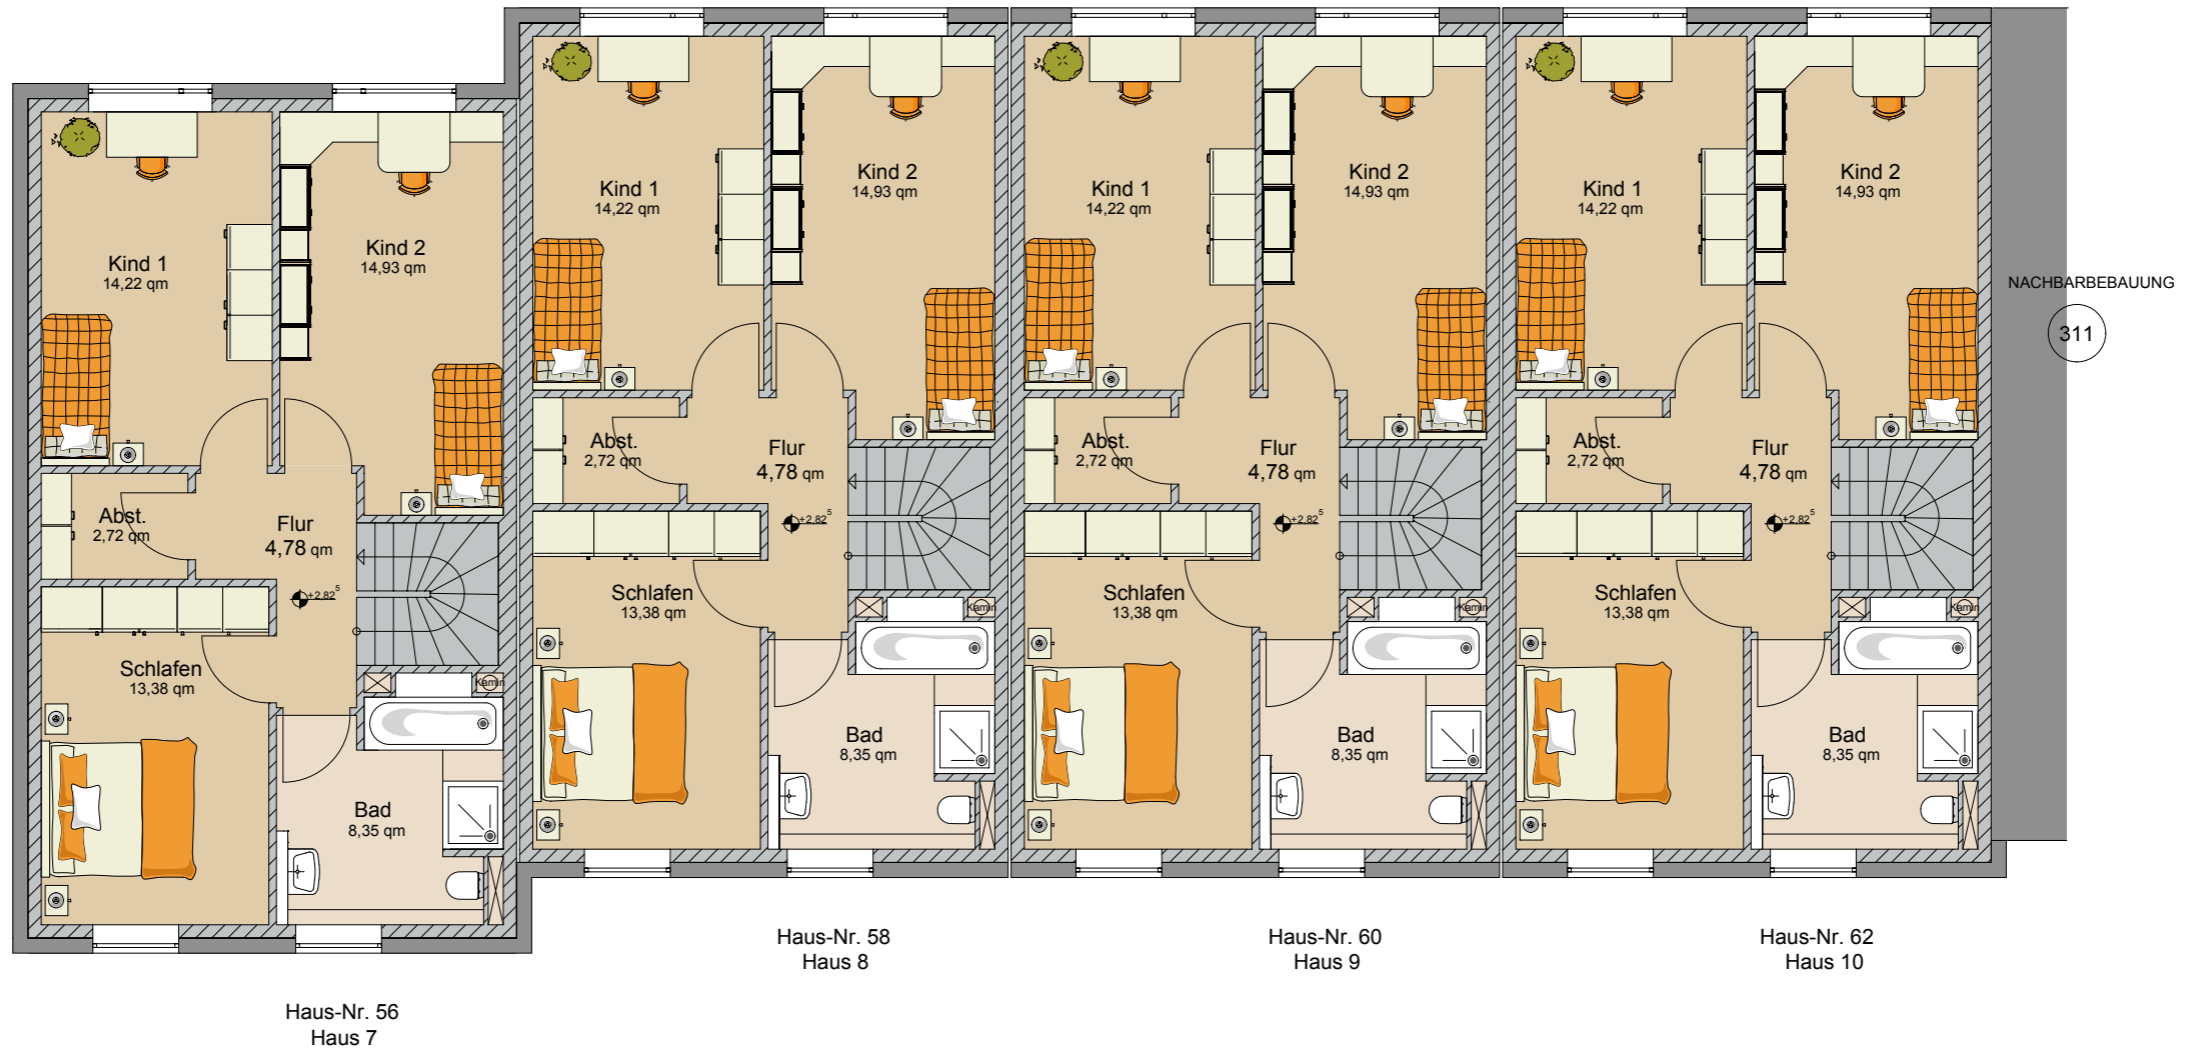 Kind 1
14,22 qm
Kind 2
14,93 qm
Abst.
2,72 qm
Flur
4,78 qm
+2.82⁵
Schlafen
13,38 qm
Kamin
Bad
8,35 qm
Haus-Nr. 56
Haus 7
Kind 1
14,22 qm
Kind 2
14,93 qm
Abst.
2,72 qm
Flur
4,78 qm
+2.82⁵
Schlafen
13,38 qm
Kamin
Bad
8,35 qm
Haus-Nr. 58
Haus 8
Kind 1
14,22 qm
Kind 2
14,93 qm
Abst.
2,72 qm
Flur
4,78 qm
+2.82⁵
Schlafen
13,38 qm
Kamin
Bad
8,35 qm
Haus-Nr. 60
Haus 9
Kind 1
14,22 qm
Kind 2
14,93 qm
Abst.
2,72 qm
Flur
4,78 qm
+2.82⁵
Schlafen
13,38 qm
Kamin
Bad
8,35 qm
Haus-Nr. 62
Haus 10
NACHBARBEBAUUNG
311